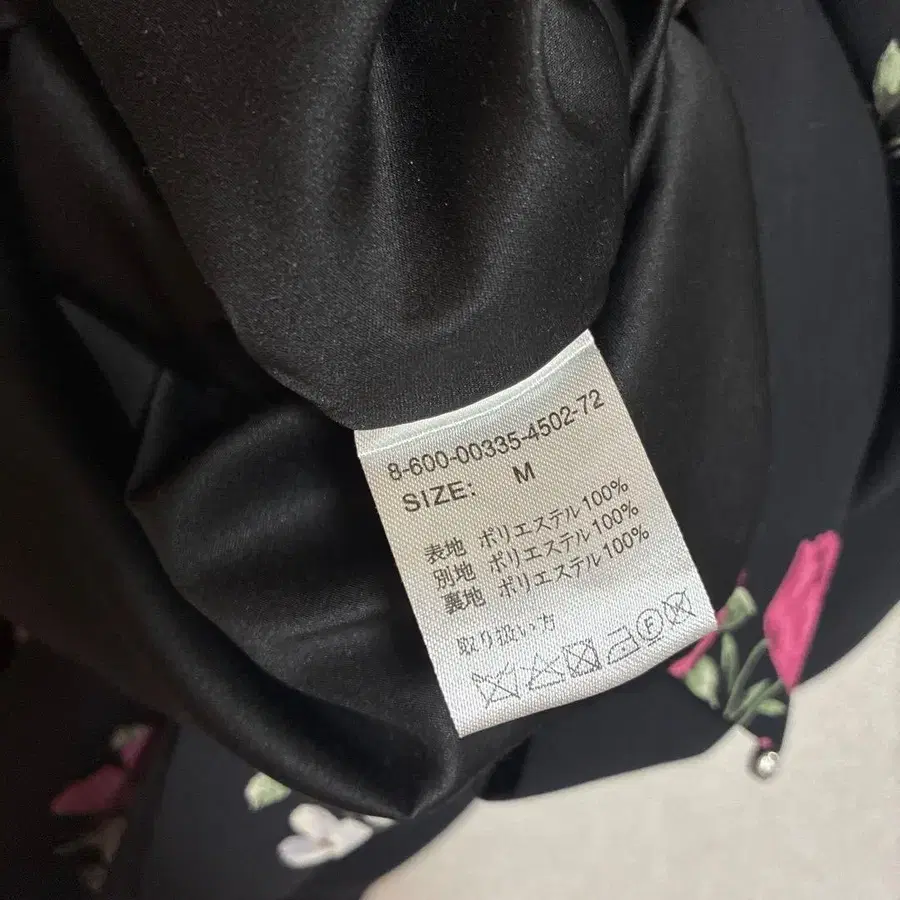 8-600-00335-4502-72
SIZE: M
表地 ポリエステル100%
別地 ポリエステル100%
裏地 ポリエステル100%
取り扱い方
F